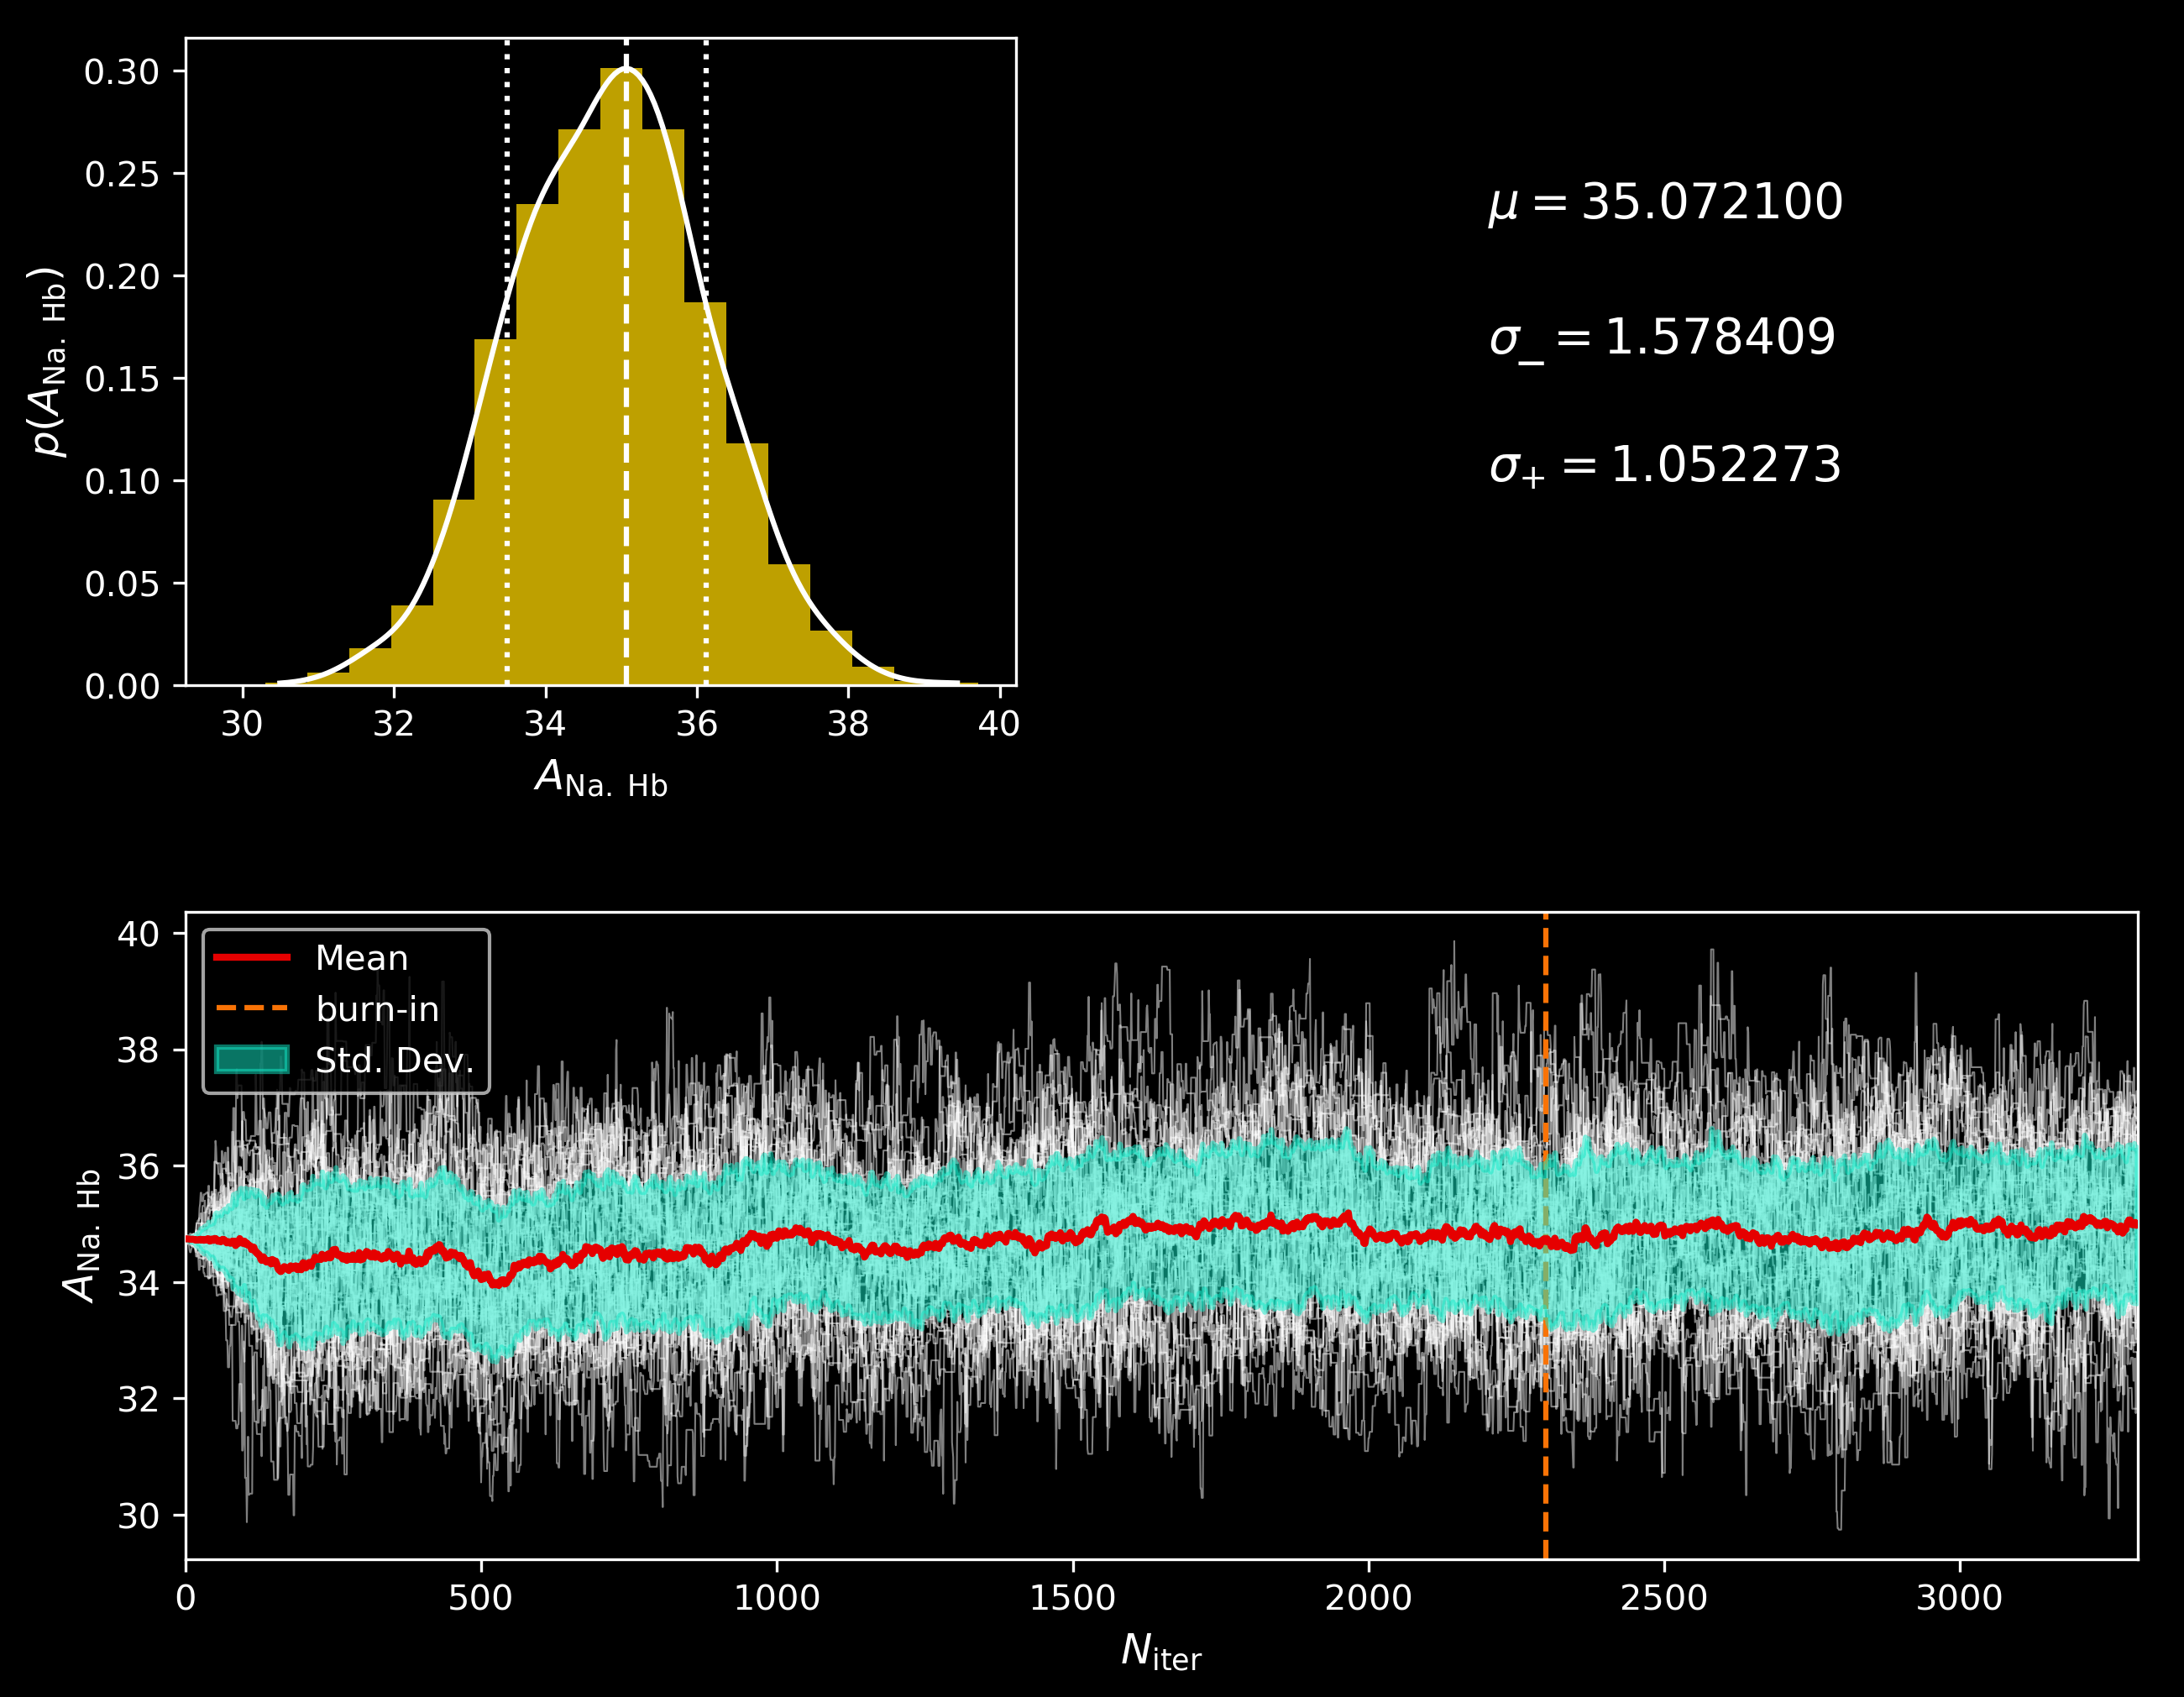 0.30
0.25
0.20
0.15
0.10
0.05
0.00
p(A_Na. Hb)
30 32 34 36 38 40
A_Na. Hb
μ = 35.072100
σ_− = 1.578409
σ_+ = 1.052273
40
38
36
34
32
30
A_Na. Hb
Mean
burn-in
Std. Dev.
0 500 1000 1500 2000 2500 3000
N_iter